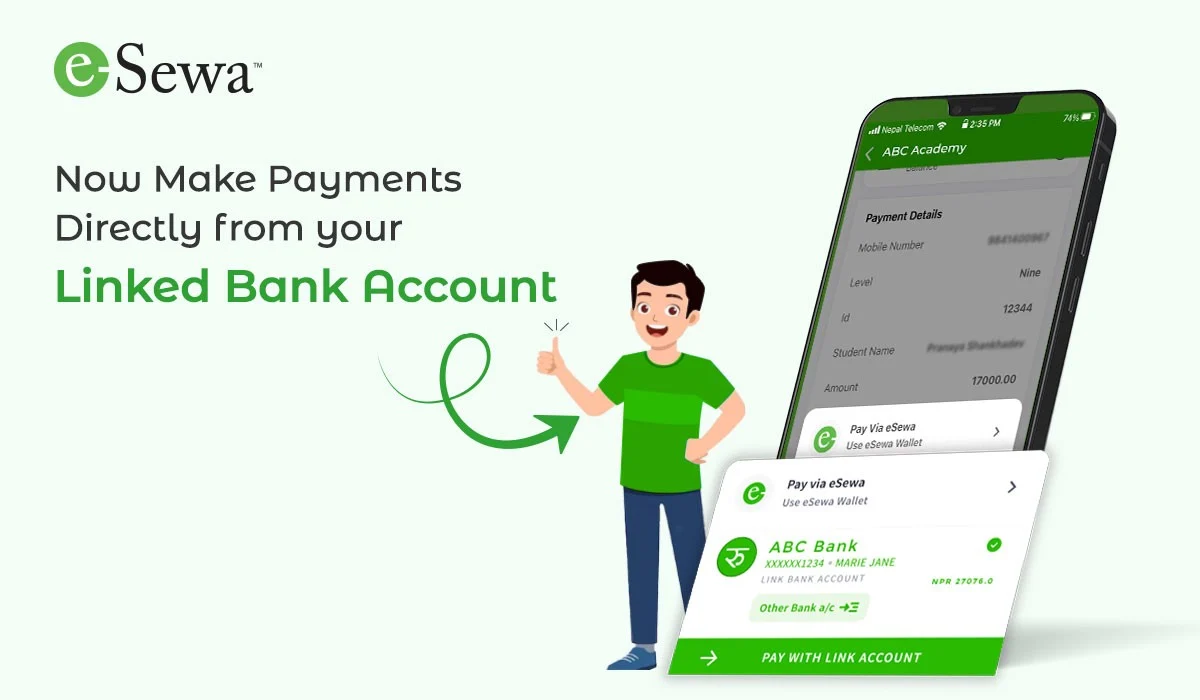 e-Sewa™
Now Make Payments
Directly from your
Linked Bank Account
Nepal Telecom 2:35 PM 74%
ABC Academy
Balance
Payment Details
Mobile Number
Level Nine
Id 12344
Student Name
Amount 17000.00
Pay Via eSewa
Use eSewa Wallet
Pay via eSewa
Use eSewa Wallet
रु
ABC Bank
XXXXXX1234 • MARIE JANE
LINK BANK ACCOUNT
NPR 27076.0
Other Bank a/c
PAY WITH LINK ACCOUNT